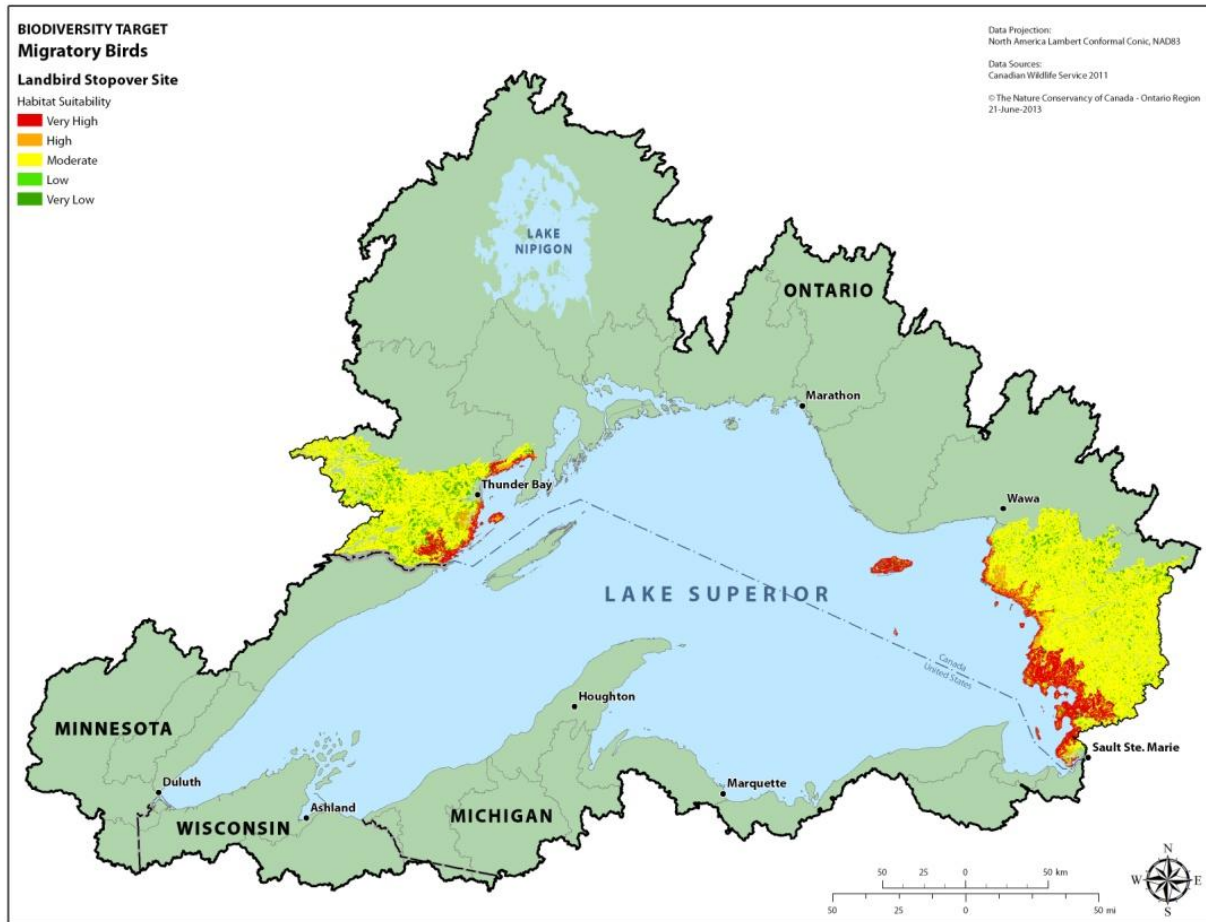 BIODIVERSITY TARGET
Migratory Birds
Landbird Stopover Site
Habitat Suitability
Very High
High
Moderate
Low
Very Low
Data Projection:
North America Lambert Conformal Conic, NAD83
Data Sources:
Canadian Wildlife Service 2011
© The Nature Conservancy of Canada - Ontario Region
21-June-2013
LAKE
NIPIGON
ONTARIO
Marathon
Thunder Bay
Wawa
LAKE SUPERIOR
Canada
United States
Houghton
MINNESOTA
Sault Ste. Marie
Duluth
Marquette
Ashland
MICHIGAN
WISCONSIN
50 25 0 50 km
50 25 0 50 mi
N
W E
S